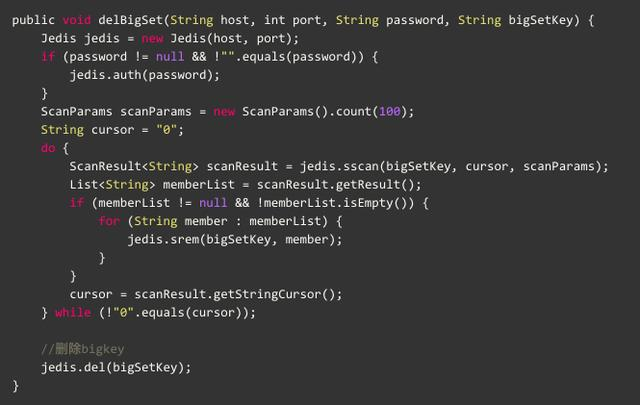 public void delBigSet(String host, int port, String password, String bigSetKey) {
    Jedis jedis = new Jedis(host, port);
    if (password != null && !"".equals(password)) {
        jedis.auth(password);
    }
    ScanParams scanParams = new ScanParams().count(100);
    String cursor = "0";
    do {
        ScanResult<String> scanResult = jedis.sscan(bigSetKey, cursor, scanParams);
        List<String> memberList = scanResult.getResult();
        if (memberList != null && !memberList.isEmpty()) {
            for (String member : memberList) {
                jedis.srem(bigSetKey, member);
            }
        }
        cursor = scanResult.getStringCursor();
    } while (!"0".equals(cursor));

    //删除bigkey
    jedis.del(bigSetKey);
}